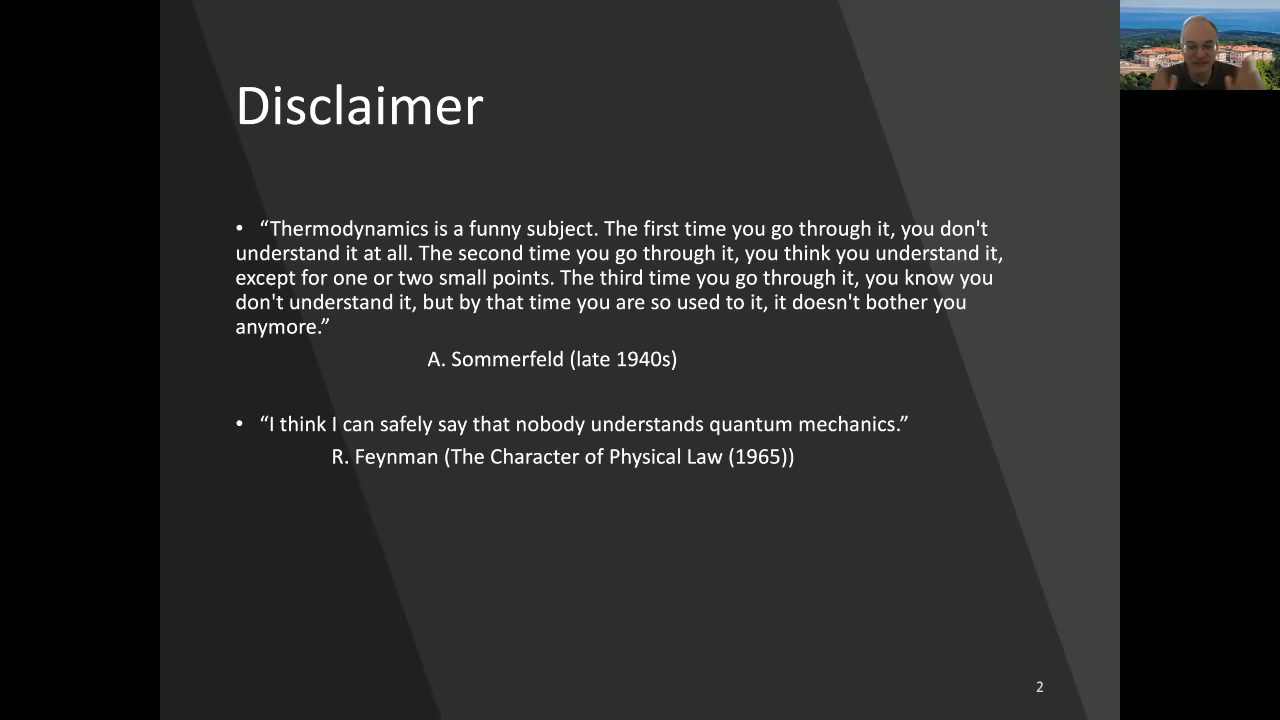 Disclaimer
• “Thermodynamics is a funny subject. The first time you go through it, you don't
understand it at all. The second time you go through it, you think you understand it,
except for one or two small points. The third time you go through it, you know you
don't understand it, but by that time you are so used to it, it doesn't bother you
anymore.”
A. Sommerfeld (late 1940s)
• “I think I can safely say that nobody understands quantum mechanics.”
R. Feynman (The Character of Physical Law (1965))
2